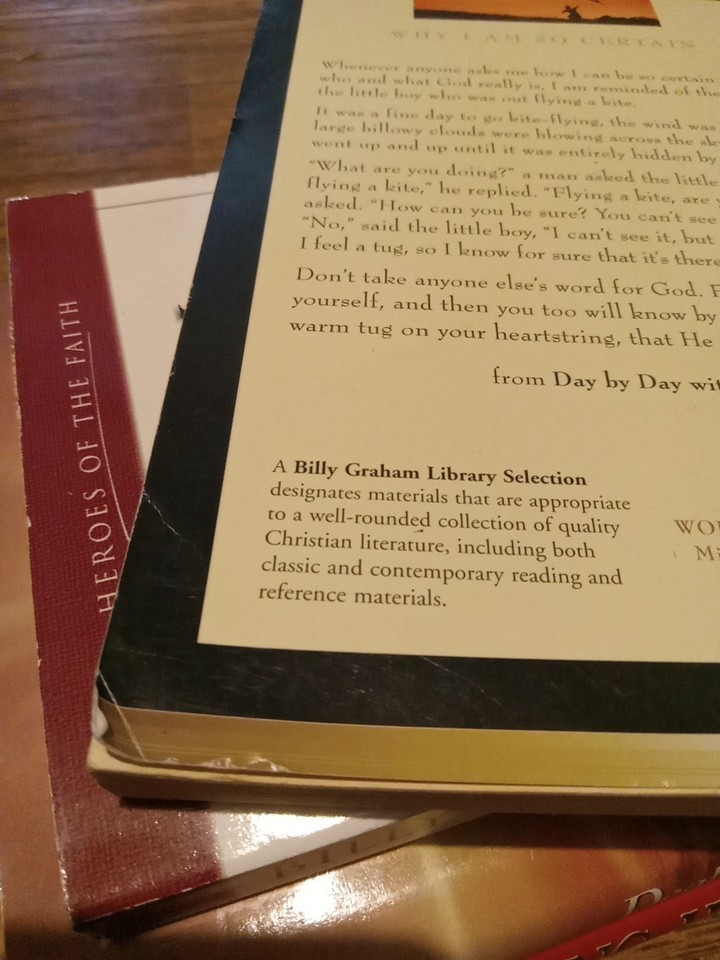 WHY I AM SO CERTAIN
Whenever anyone asks me how I can be so certain
who and what God really is, I am reminded of the
the little boy who was out flying a kite.
It was a fine day to go kite-flying, the wind was
large billowy clouds were blowing across the
went up and up until it was entirely hidden by
"What are you doing?" a man asked the little
flying a kite," he replied. "Flying a kite, are
asked. "How can you be sure? You can't see
"No," said the little boy, "I can't see it, but
I feel a tug, so I know for sure that it's there
Don't take anyone else's word for God.
yourself, and then you too will know by
warm tug on your heartstring, that He
from Day by Day
A Billy Graham Library Selection
designates materials that are appropriate
to a well-rounded collection of quality
Christian literature, including both
classic and contemporary reading and
reference materials.
HEROES OF THE FAITH
BILLY